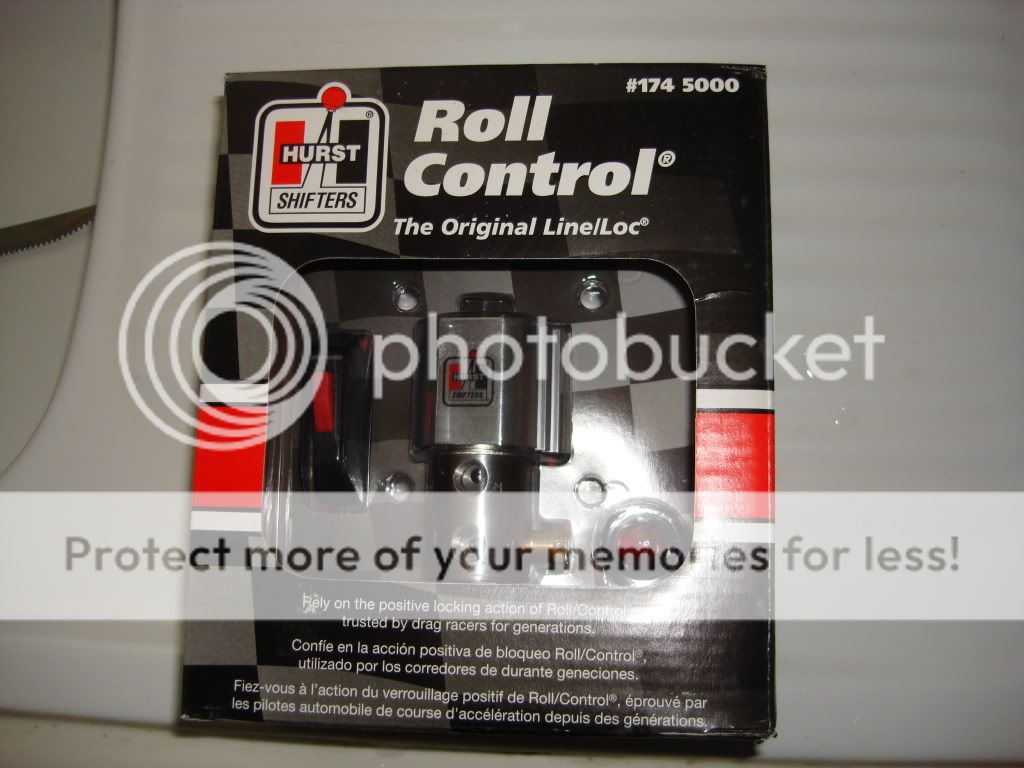 #174 5000
HURST
SHIFTERS
®
Roll
Control®
The Original Line/Loc®
HURST
SHIFTERS
photobucket
Protect more of your memories for less!
Rely on the positive locking action of Roll/Control
trusted by drag racers for generations.
Confíe en la acción positiva de bloqueo Roll/Control®,
utilizado por los corredores de durante geneciones.
Fiez-vous à l'action du verrouillage positif de Roll/Control®, éprouvé par
les pilotes automobile de course d'accélération depuis des générations.